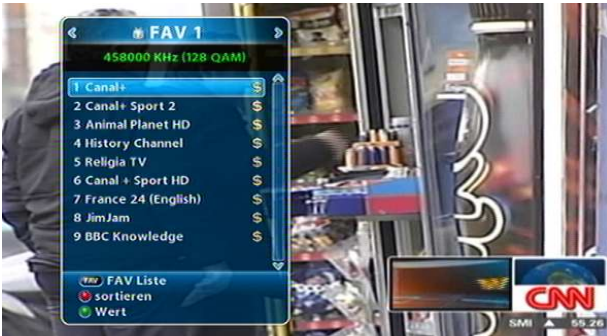 FAV 1
458000 KHz (128 QAM)
1 Canal+ $
2 Canal+ Sport 2 $
3 Animal Planet HD $
4 History Channel $
5 Religia TV $
6 Canal + Sport HD $
7 France 24 (English) $
8 JimJam $
9 BBC Knowledge $
FAV FAV Liste
sortieren
Wert
CNN
SMI ▲ 55.26